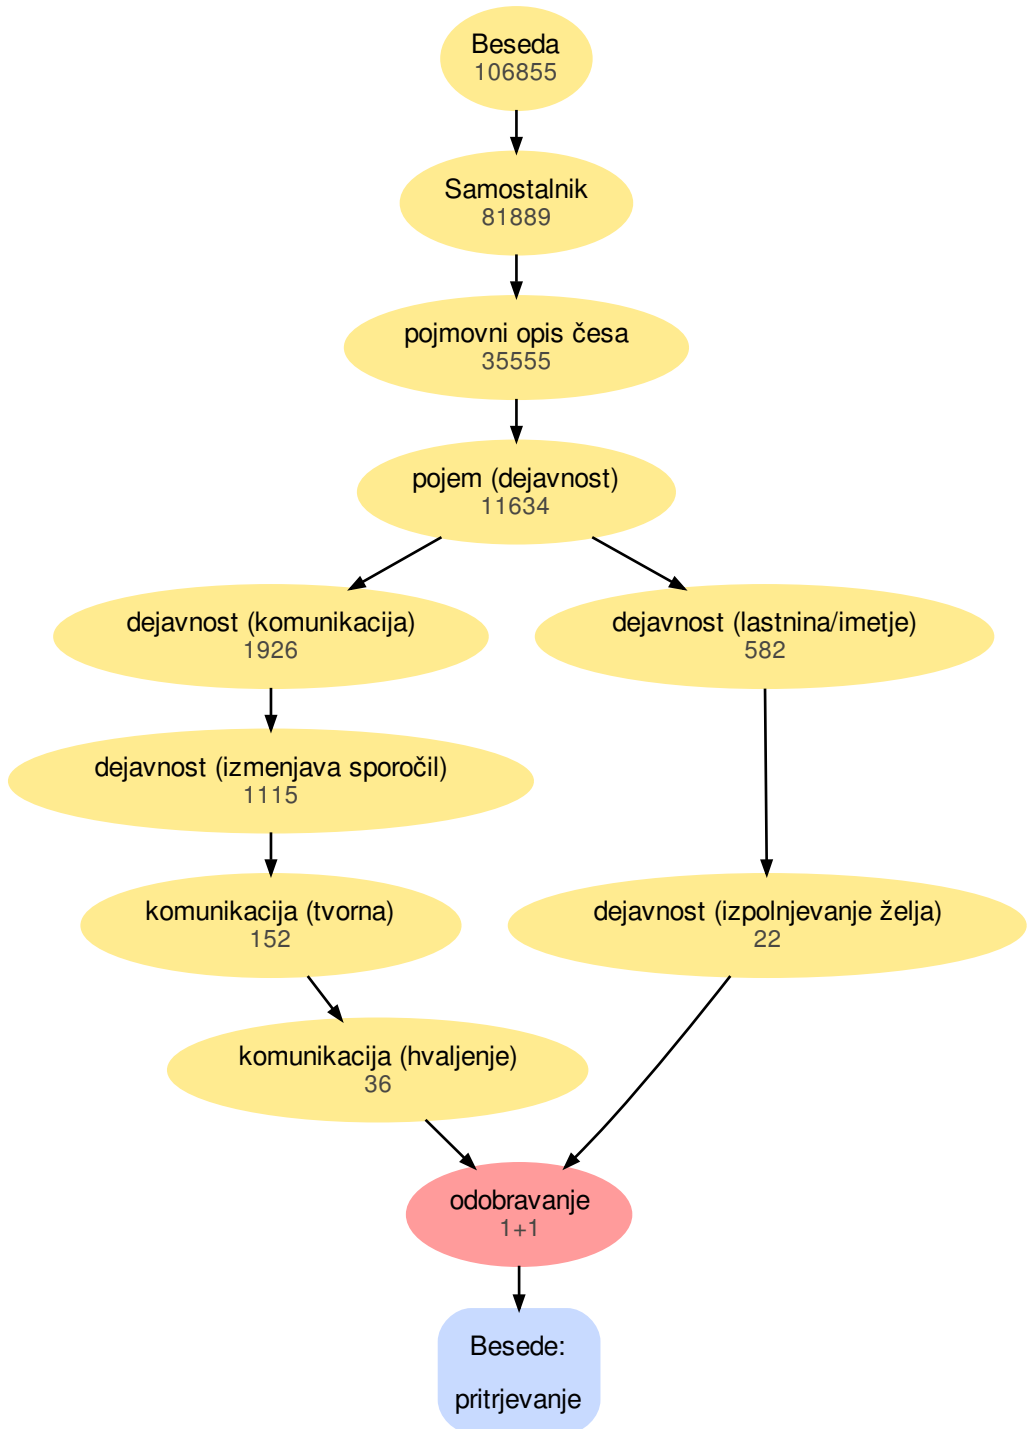 Beseda
106855
Samostalnik
81889
pojmovni opis česa
35555
pojem (dejavnost)
11634
dejavnost (komunikacija)
1926
dejavnost (lastnina/imetje)
582
dejavnost (izmenjava sporočil)
1115
komunikacija (tvorna)
152
dejavnost (izpolnjevanje želja)
22
komunikacija (hvaljenje)
36
odobravanje
1+1
Besede:
pritrjevanje